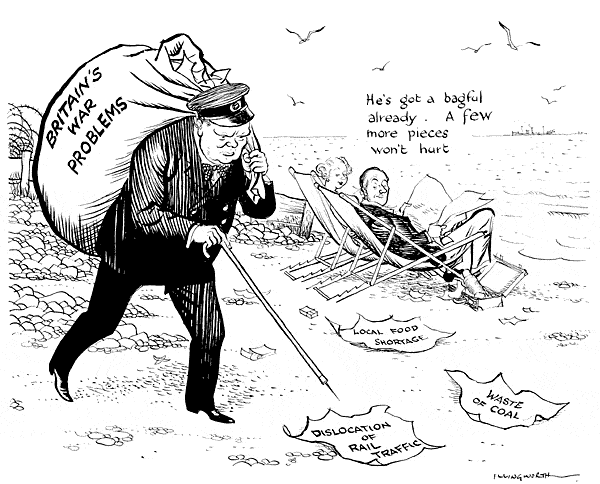 BRITAIN'S
WAR
PROBLEMS
He's got a bagful
already. A few
more pieces
won't hurt
LOCAL FOOD
SHORTAGE
WASTE
OF COAL
DISLOCATION
OF
RAIL
TRAFFIC
ILLINGWORTH